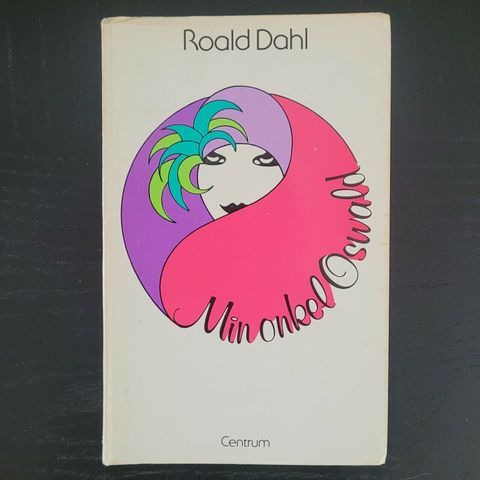 Roald Dahl
Min onkel Oswald
Centrum